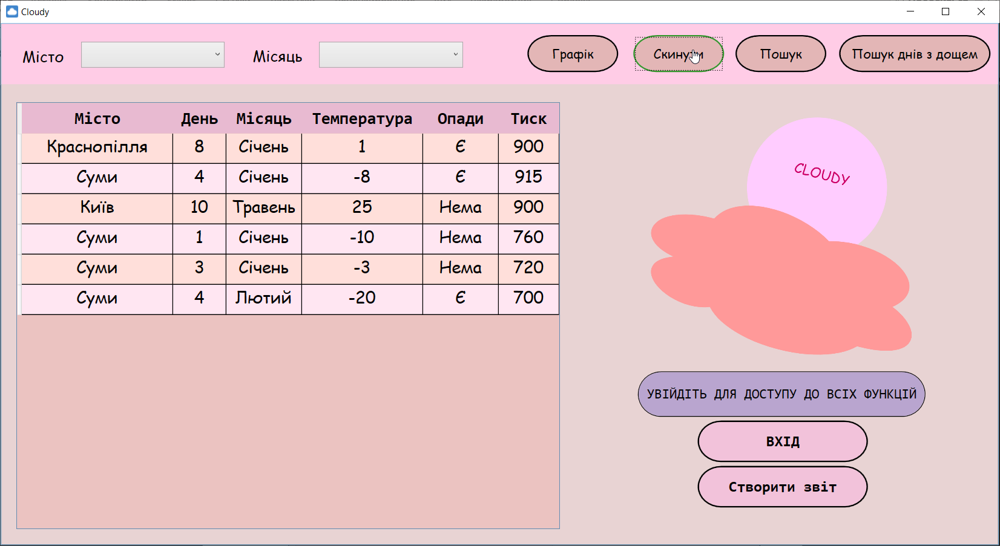 Cloudy
Місто Місяць Графік Скинути Пошук Пошук днів з дощем
Місто День Місяць Температура Опади Тиск
Краснопілля 8 Січень 1 Є 900
Суми 4 Січень -8 Є 915
Київ 10 Травень 25 Нема 900
Суми 1 Січень -10 Нема 760
Суми 3 Січень -3 Нема 720
Суми 4 Лютий -20 Є 700
CLOUDY
УВІЙДІТЬ ДЛЯ ДОСТУПУ ДО ВСІХ ФУНКЦІЙ
ВХІД
Створити звіт